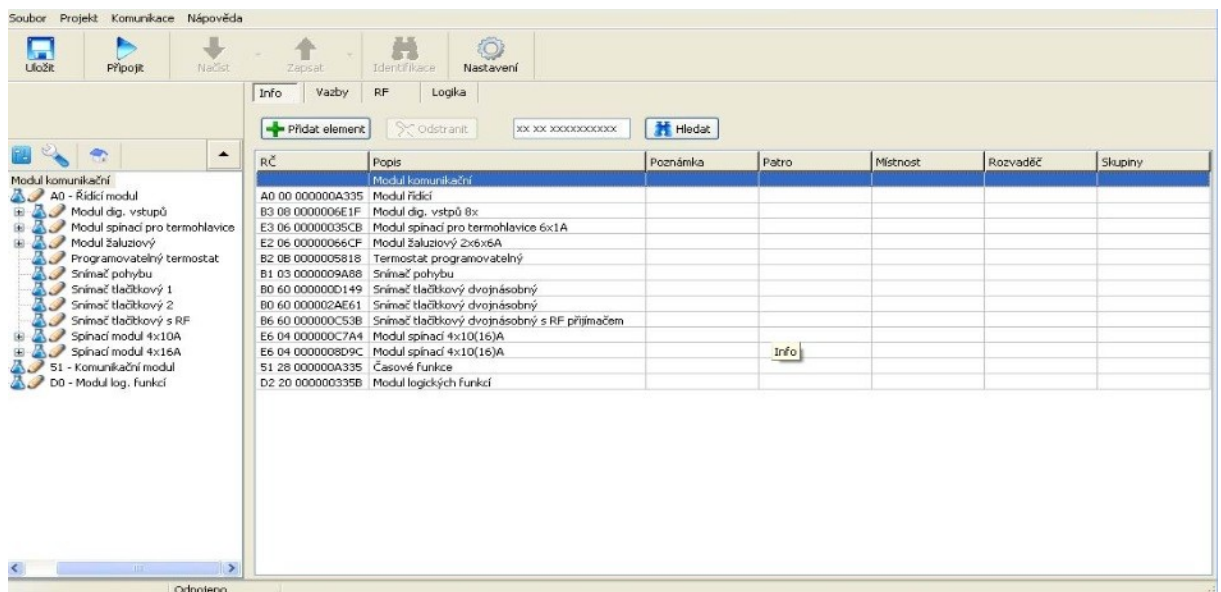 Soubor Projekt Komunikace Nápověda
Uložit Připojit Načíst Zapsat Identifikace Nastavení
Info Vazby RF Logika
Přidat element Odstranit xx xx xxxxxxxxxx Hledat
RČ Popis Poznámka Patro Místnost Rozvaděč Skupiny
Modul komunikační
A0 00 000000A335 Modul řídící
B3 08 0000006E1F Modul dig. vstpů 8x
E3 06 00000035CB Modul spínací pro termohlavice 6x1A
E2 06 00000066CF Modul žaluziový 2x6x6A
B2 0B 0000005818 Termostat programovatelný
B1 03 0000009A88 Snímač pohybu
B0 60 000000D149 Snímač tlačítkový dvojnásobný
B0 60 000002AE61 Snímač tlačítkový dvojnásobný
B6 60 000000C53B Snímač tlačítkový dvojnásobný s RF přijímačem
E6 04 000000C7A4 Modul spínací 4x10(16)A
E6 04 0000008D9C Modul spínací 4x10(16)A
51 28 000000A335 Časové funkce
D2 20 000000335B Modul logických funkcí
Info
Modul komunikační
A0 - Řídící modul
Modul dig. vstupů
Modul spínací pro termohlavice
Modul žaluziový
Programovatelný termostat
Snímač pohybu
Snímač tlačítkový 1
Snímač tlačítkový 2
Snímač tlačítkový s RF
Spínací modul 4x10A
Spínací modul 4x16A
51 - Komunikační modul
D0 - Modul log. funkcí
Odpojeno